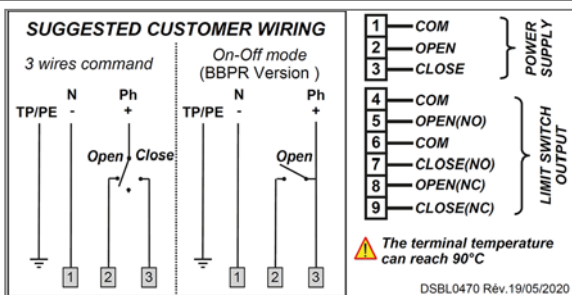 SUGGESTED CUSTOMER WIRING
3 wires command
N Ph
TP/PE - +
Open Close
1 2 3
On-Off mode
(BBPR Version )
N Ph
TP/PE - +
Open
1 2 3
1 COM
2 OPEN
3 CLOSE
POWER
SUPPLY
4 COM
5 OPEN(NO)
6 COM
7 CLOSE(NO)
8 OPEN(NC)
9 CLOSE(NC)
LIMIT SWITCH
OUTPUT
The terminal temperature
can reach 90°C
DSBL0470 Rév.19/05/2020